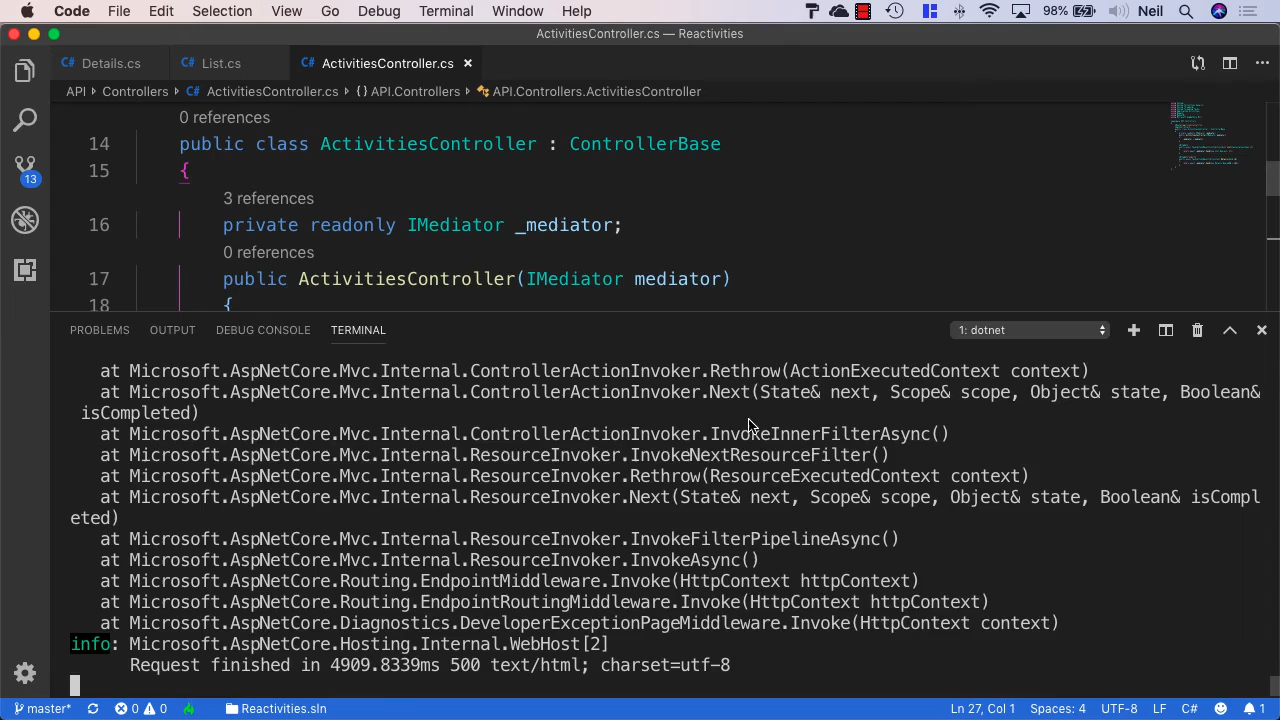 Code File Edit Selection View Go Debug Terminal Window Help 98% Neil
ActivitiesController.cs — Reactivities
C# Details.cs C# List.cs C# ActivitiesController.cs ×
API Controllers C# ActivitiesController.cs { } API.Controllers API.Controllers.ActivitiesController
0 references
14 public class ActivitiesController : ControllerBase
15 {
3 references
16 private readonly IMediator _mediator;
0 references
17 public ActivitiesController(IMediator mediator)
18 {
13
PROBLEMS OUTPUT DEBUG CONSOLE TERMINAL 1: dotnet
at Microsoft.AspNetCore.Mvc.Internal.ControllerActionInvoker.Rethrow(ActionExecutedContext context)
at Microsoft.AspNetCore.Mvc.Internal.ControllerActionInvoker.Next(State& next, Scope& scope, Object& state, Boolean&
isCompleted)
at Microsoft.AspNetCore.Mvc.Internal.ControllerActionInvoker.InvokeInnerFilterAsync()
at Microsoft.AspNetCore.Mvc.Internal.ResourceInvoker.InvokeNextResourceFilter()
at Microsoft.AspNetCore.Mvc.Internal.ResourceInvoker.Rethrow(ResourceExecutedContext context)
at Microsoft.AspNetCore.Mvc.Internal.ResourceInvoker.Next(State& next, Scope& scope, Object& state, Boolean& isCompl
eted)
at Microsoft.AspNetCore.Mvc.Internal.ResourceInvoker.InvokeFilterPipelineAsync()
at Microsoft.AspNetCore.Mvc.Internal.ResourceInvoker.InvokeAsync()
at Microsoft.AspNetCore.Routing.EndpointMiddleware.Invoke(HttpContext httpContext)
at Microsoft.AspNetCore.Routing.EndpointRoutingMiddleware.Invoke(HttpContext httpContext)
at Microsoft.AspNetCore.Diagnostics.DeveloperExceptionPageMiddleware.Invoke(HttpContext context)
info: Microsoft.AspNetCore.Hosting.Internal.WebHost[2]
Request finished in 4909.8339ms 500 text/html; charset=utf-8
master* 0 0 Reactivities.sln Ln 27, Col 1 Spaces: 4 UTF-8 LF C# 1